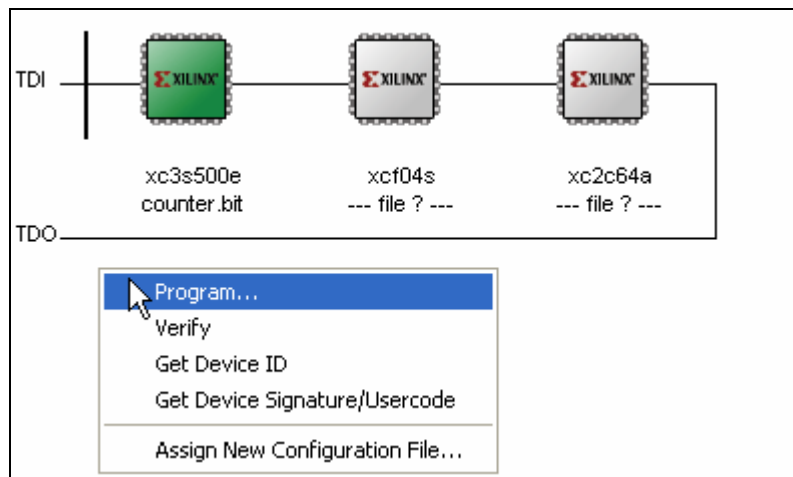 TDI
XILINX XILINX XILINX
xc3s500e xcf04s xc2c64a
counter.bit --- file ? --- --- file ? ---
TDO
Program...
Verify
Get Device ID
Get Device Signature/Usercode
Assign New Configuration File...